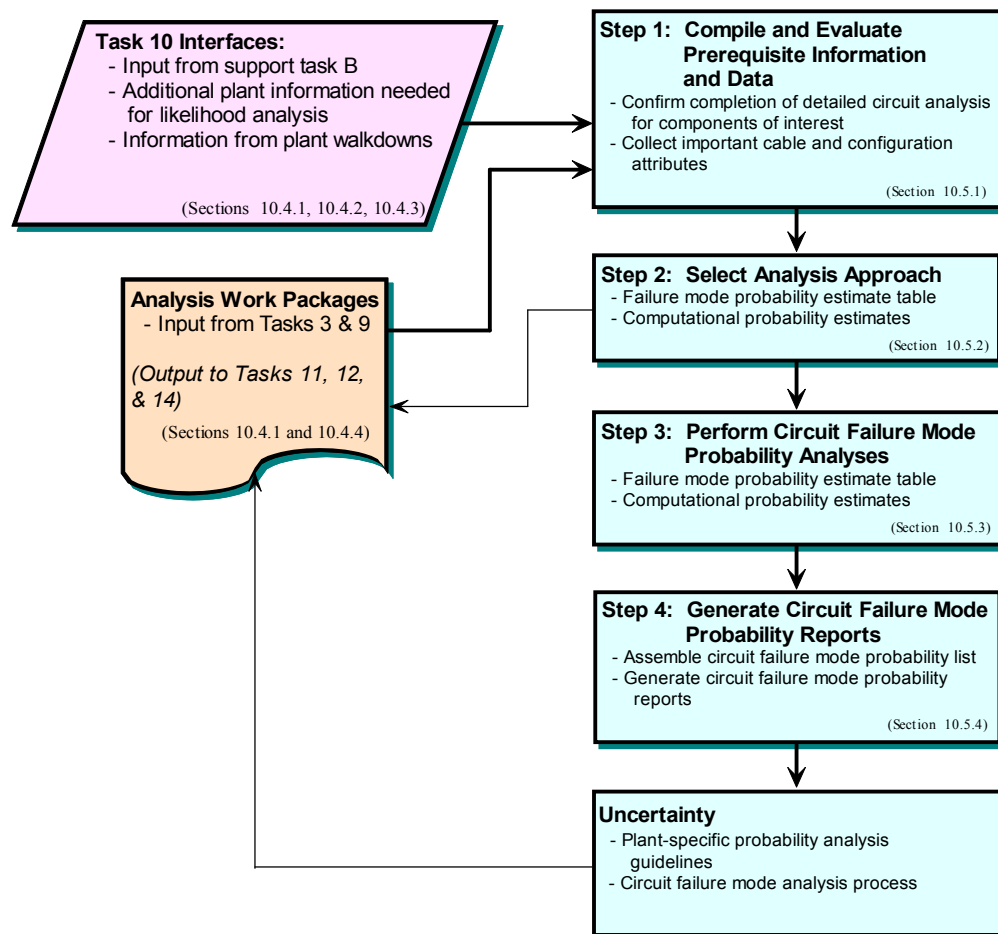 Task 10 Interfaces:
- Input from support task B
- Additional plant information needed
for likelihood analysis
- Information from plant walkdowns
(Sections 10.4.1, 10.4.2, 10.4.3)
Analysis Work Packages
- Input from Tasks 3 & 9
(Output to Tasks 11, 12,
& 14)
(Sections 10.4.1 and 10.4.4)
Step 1: Compile and Evaluate
Prerequisite Information
and Data
- Confirm completion of detailed circuit analysis
for components of interest
- Collect important cable and configuration
attributes
(Section 10.5.1)
Step 2: Select Analysis Approach
- Failure mode probability estimate table
- Computational probability estimates
(Section 10.5.2)
Step 3: Perform Circuit Failure Mode
Probability Analyses
- Failure mode probability estimate table
- Computational probability estimates
(Section 10.5.3)
Step 4: Generate Circuit Failure Mode
Probability Reports
- Assemble circuit failure mode probability list
- Generate circuit failure mode probability
reports
(Section 10.5.4)
Uncertainty
- Plant-specific probability analysis
guidelines
- Circuit failure mode analysis process